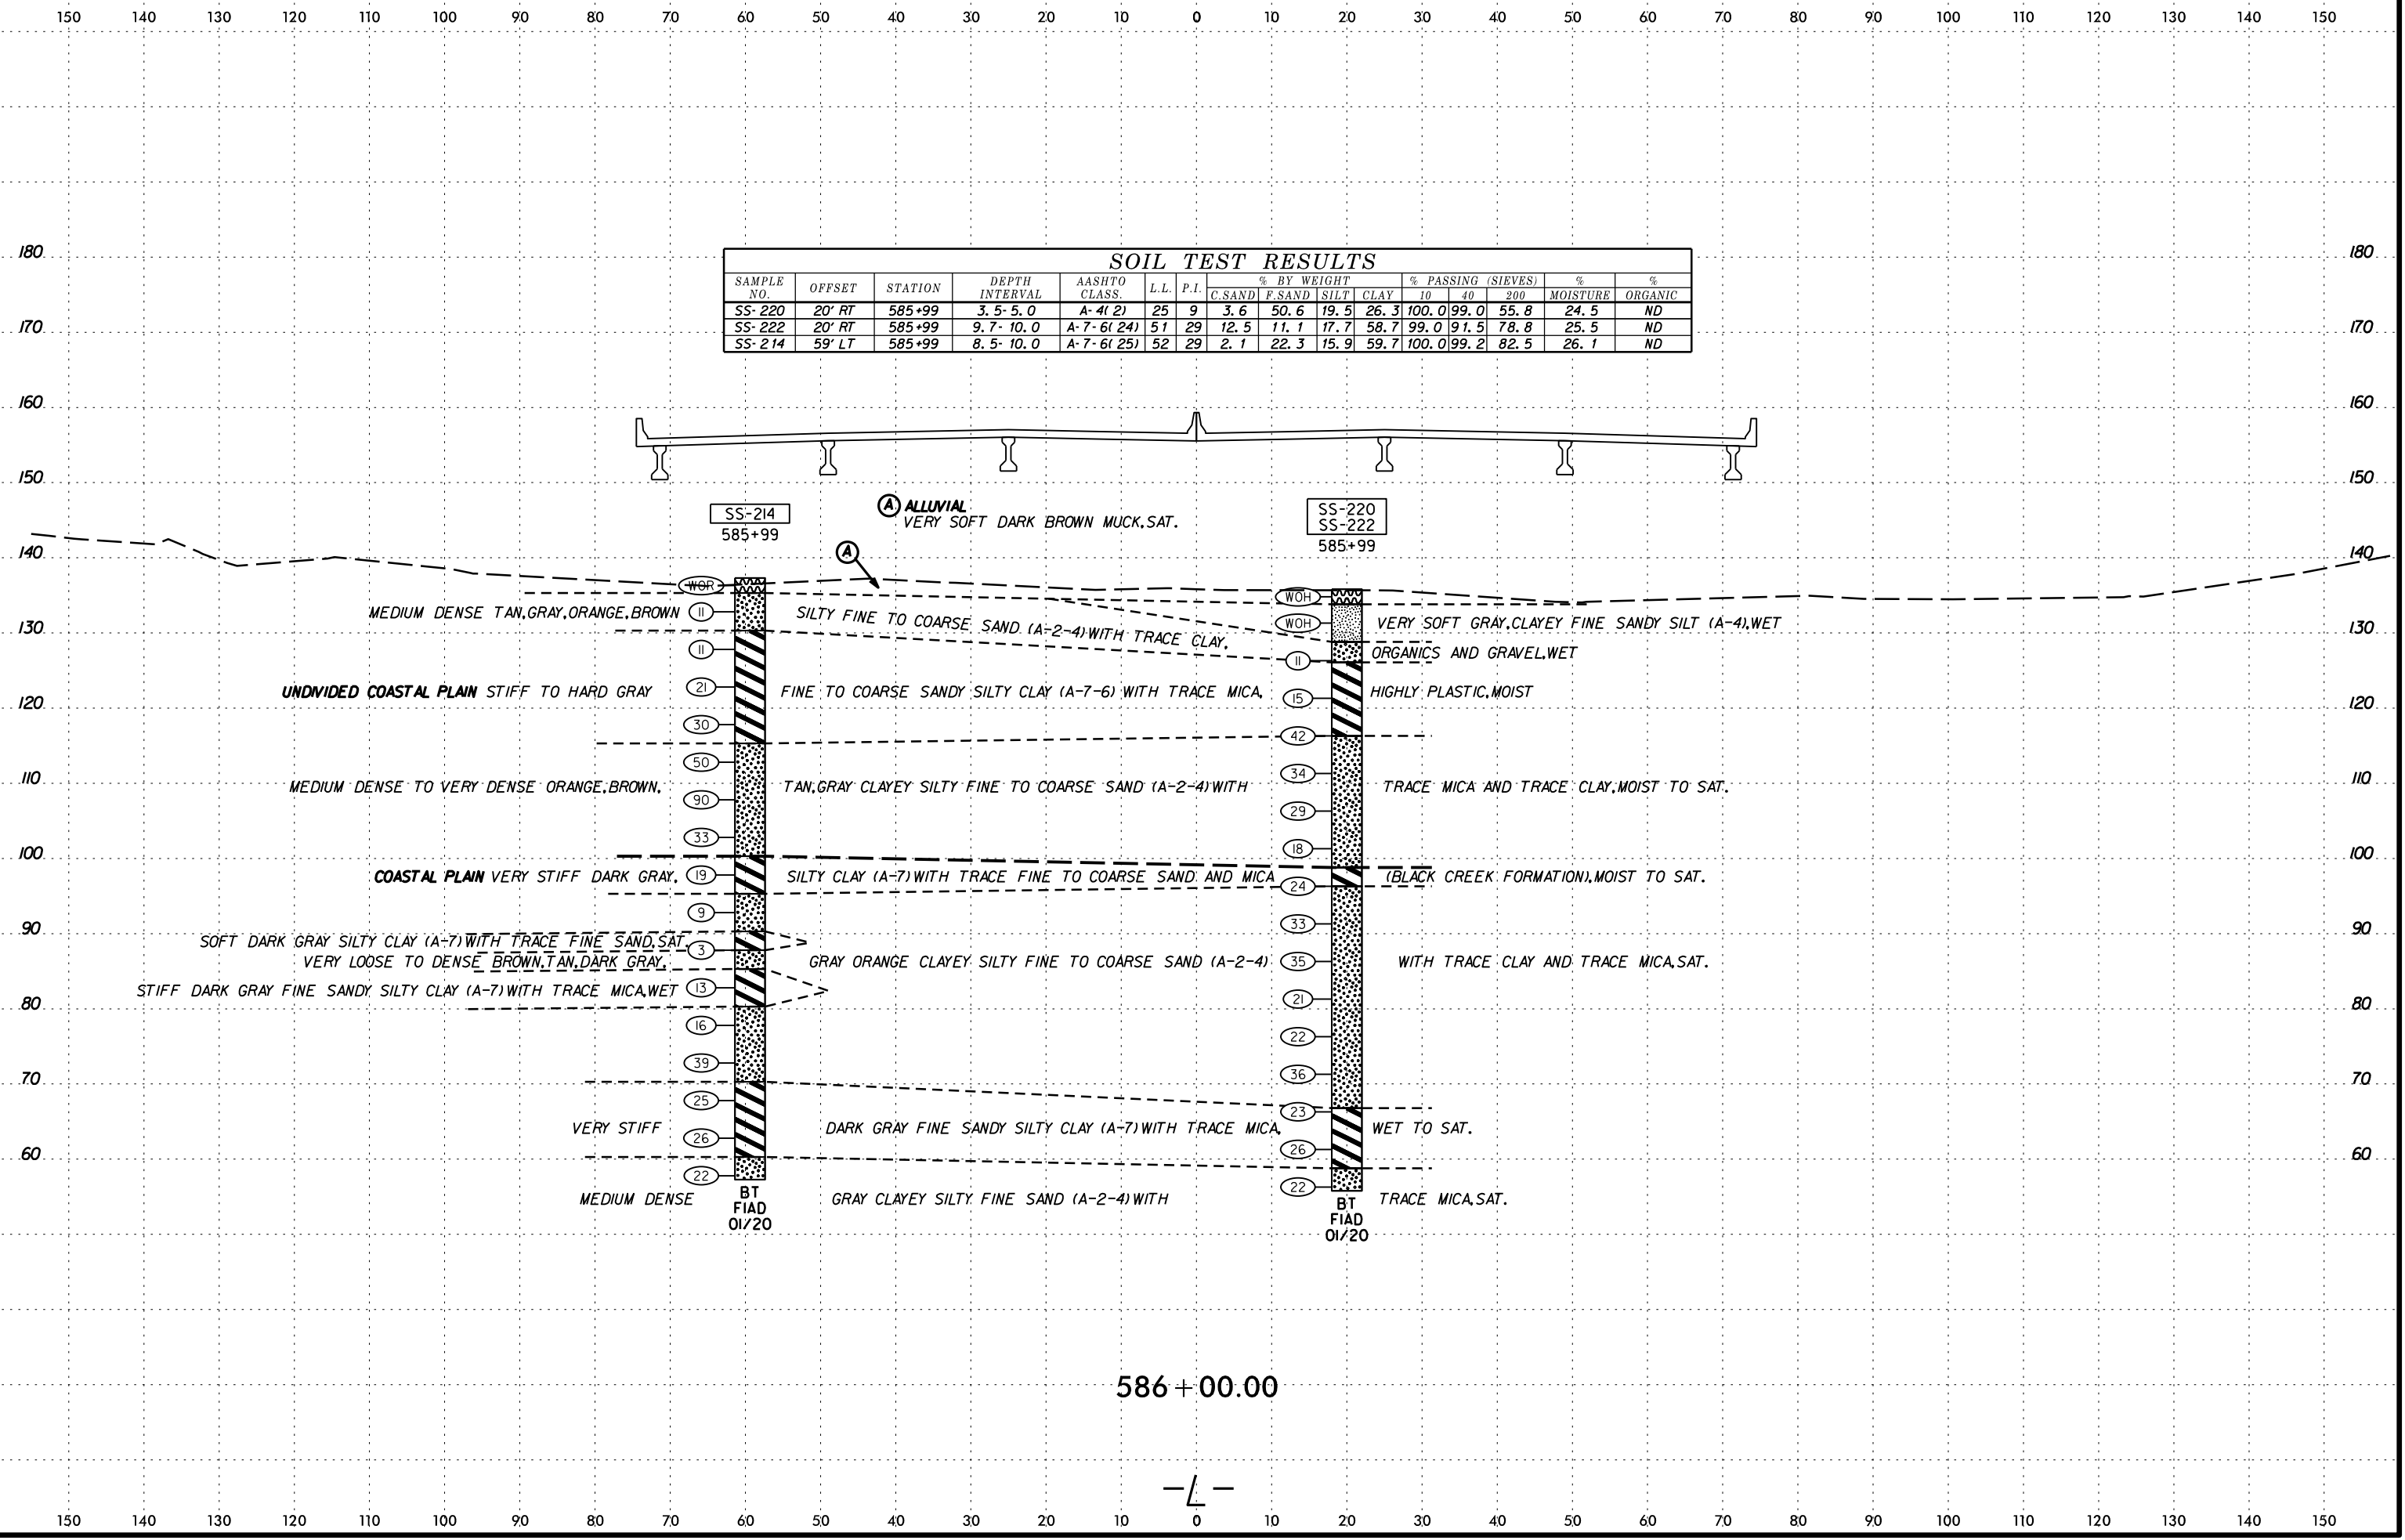 150 140 130 120 110 100 90 80 70 60 50 40 30 20 10 0 10 20 30 40 50 60 70 80 90 100 110 120 130 140 150
180 180
SOIL TEST RESULTS
SAMPLE NO. OFFSET STATION DEPTH INTERVAL AASHTO CLASS. L.L. P.I. % BY WEIGHT % PASSING (SIEVES) % MOISTURE % ORGANIC
C.SAND F.SAND SILT CLAY 10 40 200
SS-220 20' RT 585+99 3.5-5.0 A-4(2) 25 9 3.6 50.6 19.5 26.3 100.0 99.0 55.8 24.5 ND
SS-222 20' RT 585+99 9.7-10.0 A-7-6(24) 51 29 12.5 11.1 17.7 58.7 99.0 91.5 78.8 25.5 ND
SS-214 59' LT 585+99 8.5-10.0 A-7-6(25) 52 29 2.1 22.3 15.9 59.7 100.0 99.2 82.5 26.1 ND
170 170
160 160
150 150
SS-214
585+99
A ALLUVIAL
VERY SOFT DARK BROWN MUCK,SAT.
SS-220
SS-222
585+99
140 A 140
WOR WOH
MEDIUM DENSE TAN,GRAY,ORANGE,BROWN 11 SILTY FINE TO COARSE SAND (A-2-4) WITH TRACE CLAY, ORGANICS AND GRAVEL,WET
WOH VERY SOFT GRAY,CLAYEY FINE SANDY SILT (A-4),WET
130 130
11 11
UNDIVIDED COASTAL PLAIN STIFF TO HARD GRAY 21 FINE TO COARSE SANDY SILTY CLAY (A-7-6) WITH TRACE MICA, 15 HIGHLY PLASTIC,MOIST
120 120
30 42
50 34
110 110
MEDIUM DENSE TO VERY DENSE ORANGE,BROWN, TAN,GRAY CLAYEY SILTY FINE TO COARSE SAND (A-2-4) WITH TRACE MICA AND TRACE CLAY,MOIST TO SAT.
90 29
33 18
100 100
COASTAL PLAIN VERY STIFF DARK GRAY, 19 SILTY CLAY (A-7) WITH TRACE FINE TO COARSE SAND AND MICA 24 (BLACK CREEK FORMATION),MOIST TO SAT.
9 33
90 90
SOFT DARK GRAY SILTY CLAY (A-7) WITH TRACE FINE SAND,SAT. 3
VERY LOOSE TO DENSE BROWN,TAN,DARK GRAY, GRAY ORANGE CLAYEY SILTY FINE TO COARSE SAND (A-2-4) 35 WITH TRACE CLAY AND TRACE MICA,SAT.
STIFF DARK GRAY FINE SANDY SILTY CLAY (A-7) WITH TRACE MICA,WET 13 21
80 80
16 22
39 36
70 70
25 23
VERY STIFF 26 DARK GRAY FINE SANDY SILTY CLAY (A-7) WITH TRACE MICA, 26 WET TO SAT.
60 60
22 22
MEDIUM DENSE GRAY CLAYEY SILTY FINE SAND (A-2-4) WITH TRACE MICA,SAT.
BT
FIAD
01/20
BT
FIAD
01/20
586+00.00
-L-
150 140 130 120 110 100 90 80 70 60 50 40 30 20 10 0 10 20 30 40 50 60 70 80 90 100 110 120 130 140 150